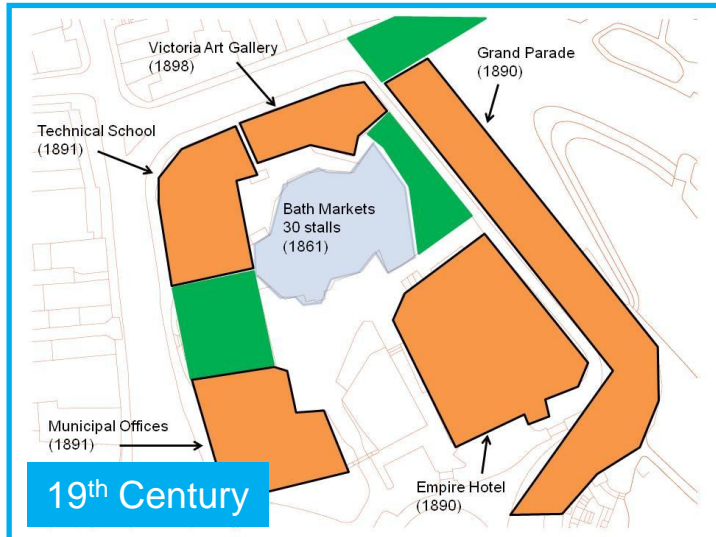 Victoria Art Gallery
(1898)
Grand Parade
(1890)
Technical School
(1891)
Bath Markets
30 stalls
(1861)
Municipal Offices
(1891)
Empire Hotel
(1890)
19th Century